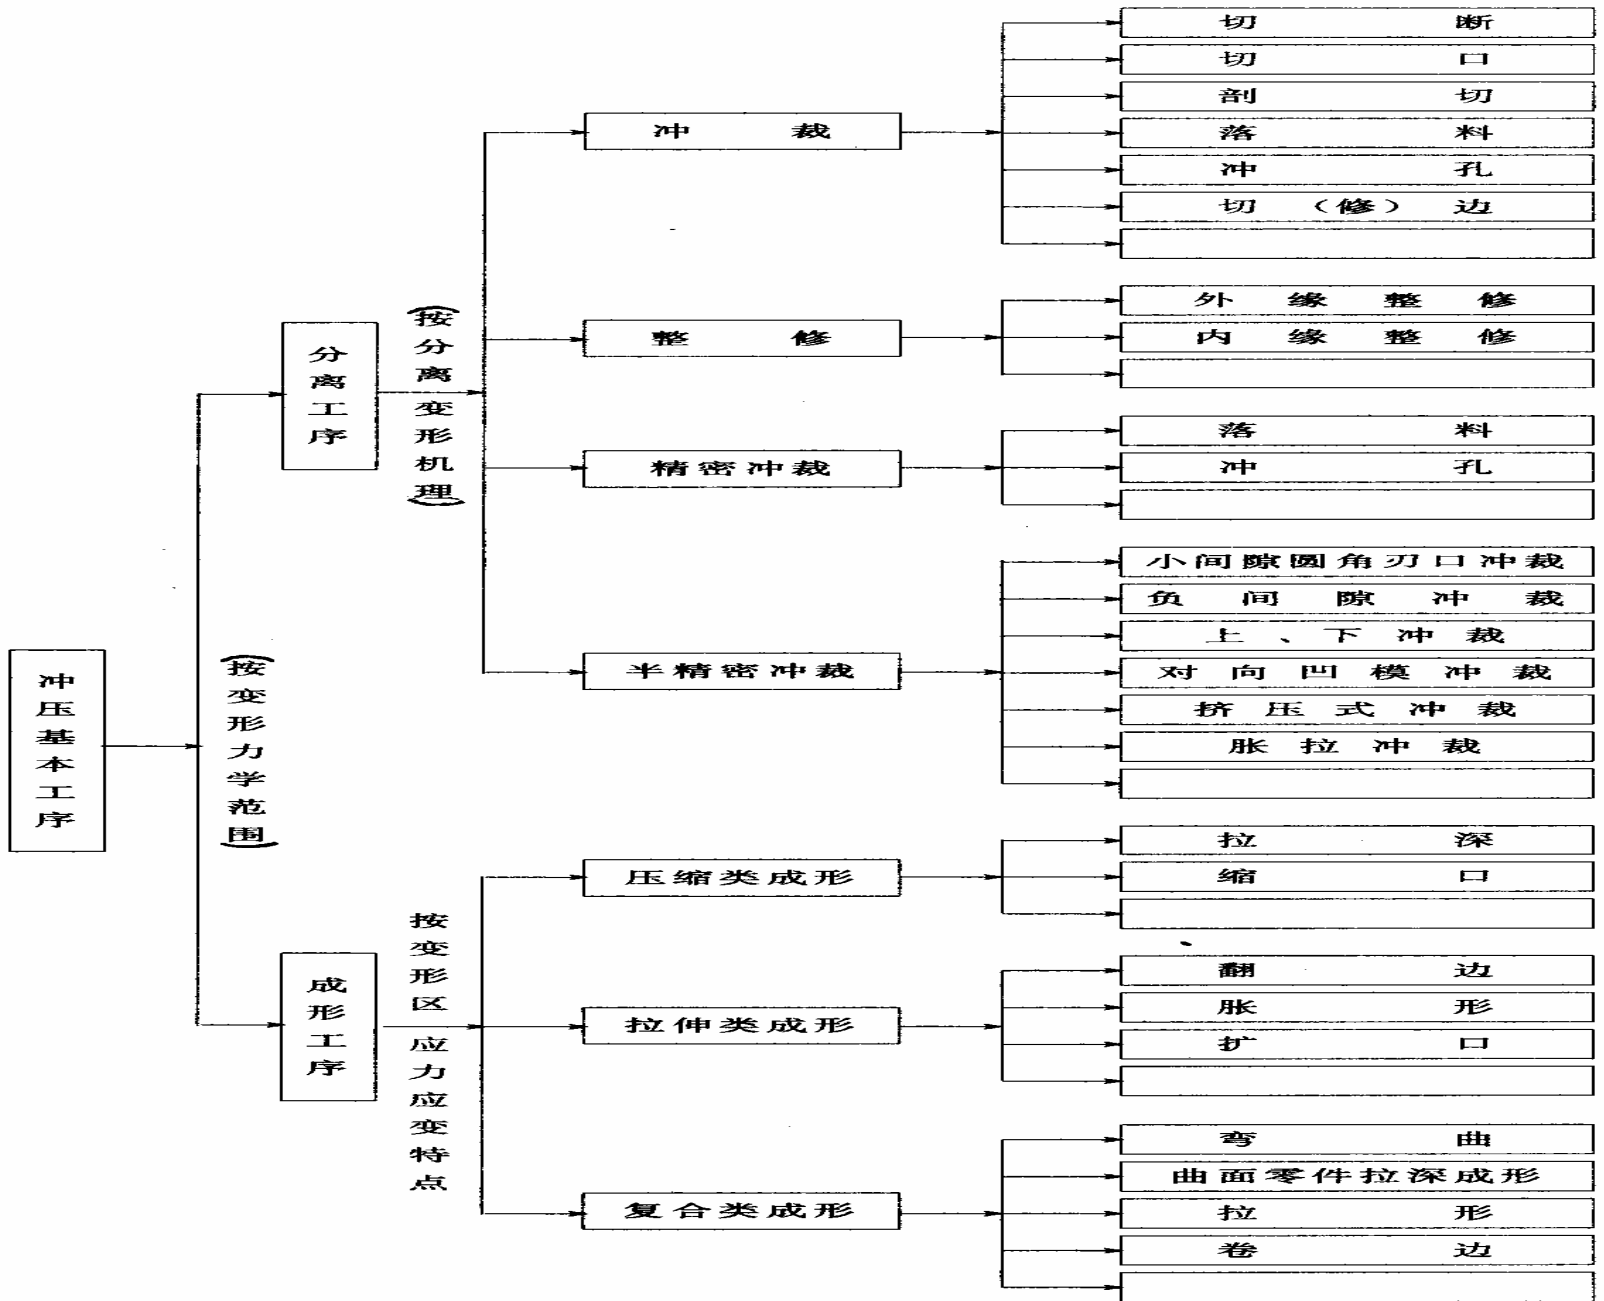 冲压基本工序
(按变形力学范围)
分离工序
(按分离变形机理)
冲裁
切断
切口
剖切
落料
冲孔
切(修)边
整修
外缘整修
内缘整修
精密冲裁
落料
冲孔
半精密冲裁
小间隙圆角刃口冲裁
负间隙冲裁
上、下冲裁
对向凹模冲裁
挤压式冲裁
胀拉冲裁
成形工序
按变形区应力应变特点
压缩类成形
拉深
缩口
拉伸类成形
翻边
胀形
扩口
复合类成形
弯曲
曲面零件拉深成形
拉形
卷边